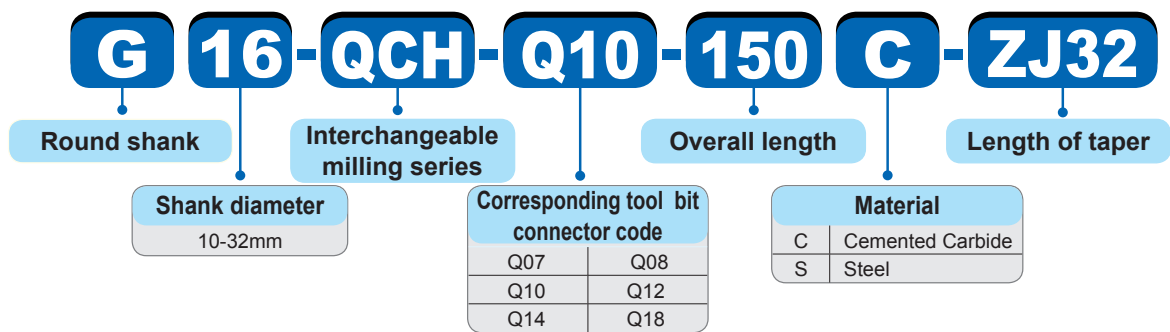 G 16-QCH-Q10-150 C-ZJ32
Round shank
Interchangeable
milling series
Overall length
Length of taper
Shank diameter
10-32mm
Corresponding tool bit
connector code
Q07 Q08
Q10 Q12
Q14 Q18
Material
C Cemented Carbide
S Steel